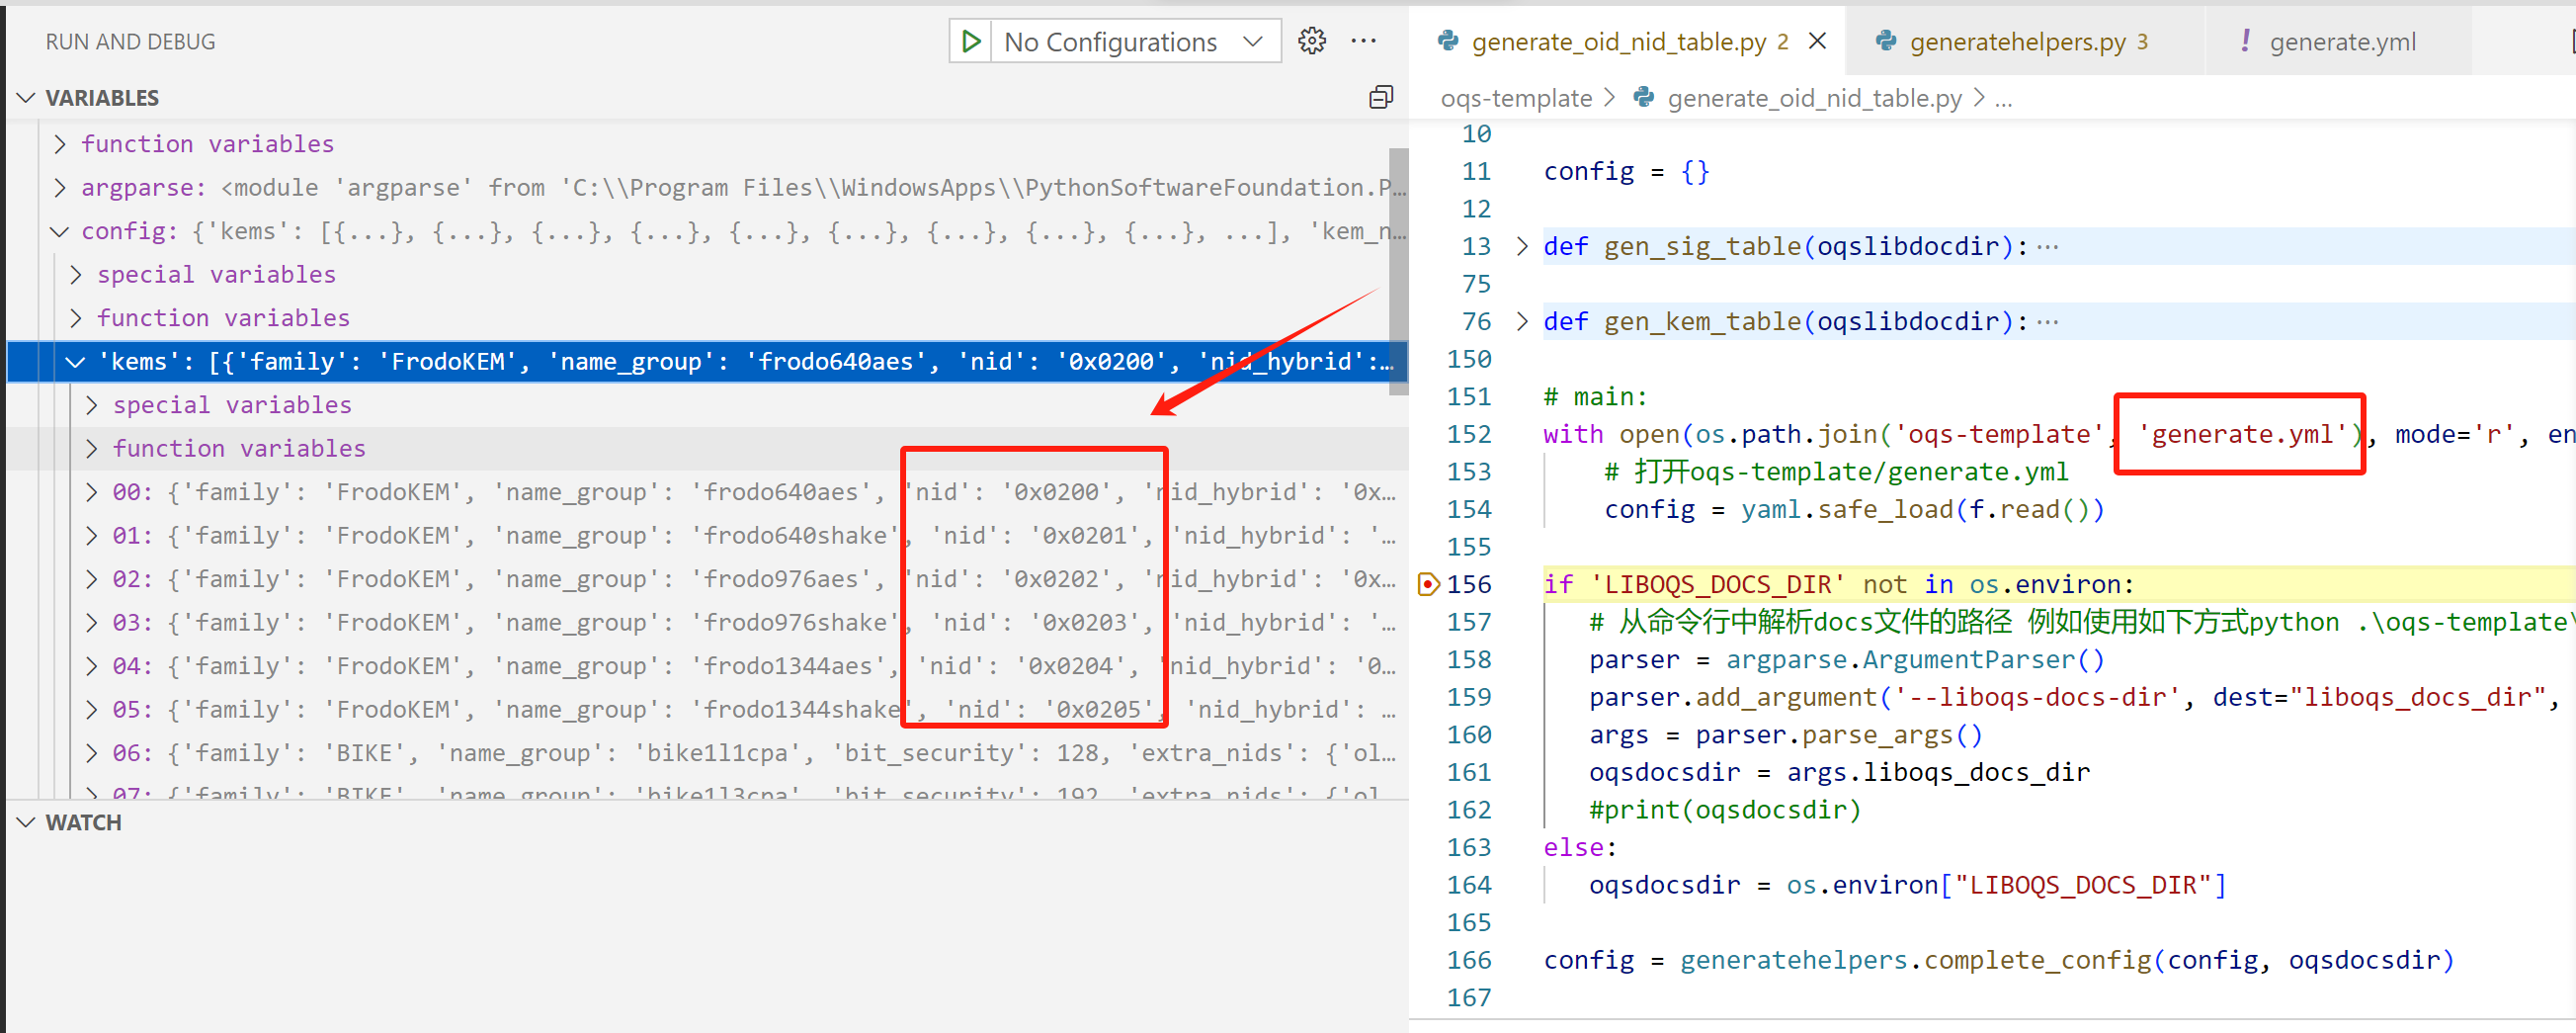 RUN AND DEBUG
No Configurations
VARIABLES
function variables
argparse: <module 'argparse' from 'C:\\Program Files\\WindowsApps\\PythonSoftwareFoundation.P…
config: {'kems': [{...}, {...}, {...}, {...}, {...}, {...}, {...}, {...}, {...}, ...], 'kem_n…
special variables
function variables
'kems': [{'family': 'FrodoKEM', 'name_group': 'frodo640aes', 'nid': '0x0200', 'nid_hybrid':…
special variables
function variables
00: {'family': 'FrodoKEM', 'name_group': 'frodo640aes', 'nid': '0x0200', 'nid_hybrid': '0x…
01: {'family': 'FrodoKEM', 'name_group': 'frodo640shake', 'nid': '0x0201', 'nid_hybrid': '…
02: {'family': 'FrodoKEM', 'name_group': 'frodo976aes', 'nid': '0x0202', 'nid_hybrid': '0x…
03: {'family': 'FrodoKEM', 'name_group': 'frodo976shake', 'nid': '0x0203', 'nid_hybrid': '…
04: {'family': 'FrodoKEM', 'name_group': 'frodo1344aes', 'nid': '0x0204', 'nid_hybrid': '0…
05: {'family': 'FrodoKEM', 'name_group': 'frodo1344shake', 'nid': '0x0205', 'nid_hybrid': …
06: {'family': 'BIKE', 'name_group': 'bike1l1cpa', 'bit_security': 128, 'extra_nids': {'ol…
07: {'family': 'BIKE', 'name_group': 'bike1l3cpa', 'bit_security': 192, 'extra_nids': {'ol…
WATCH
generate_oid_nid_table.py 2
generatehelpers.py 3
! generate.yml
oqs-template > generate_oid_nid_table.py > ...
10
11 config = {}
12
13 def gen_sig_table(oqslibdocdir):…
75
76 def gen_kem_table(oqslibdocdir):…
150
151 # main:
152 with open(os.path.join('oqs-template', 'generate.yml'), mode='r', en
153 # 打开oqs-template/generate.yml
154 config = yaml.safe_load(f.read())
155
156 if 'LIBOQS_DOCS_DIR' not in os.environ:
157 # 从命令行中解析docs文件的路径 例如使用如下方式python .\oqs-template\
158 parser = argparse.ArgumentParser()
159 parser.add_argument('--liboqs-docs-dir', dest="liboqs_docs_dir",
160 args = parser.parse_args()
161 oqsdocsdir = args.liboqs_docs_dir
162 #print(oqsdocsdir)
163 else:
164 oqsdocsdir = os.environ["LIBOQS_DOCS_DIR"]
165
166 config = generatehelpers.complete_config(config, oqsdocsdir)
167